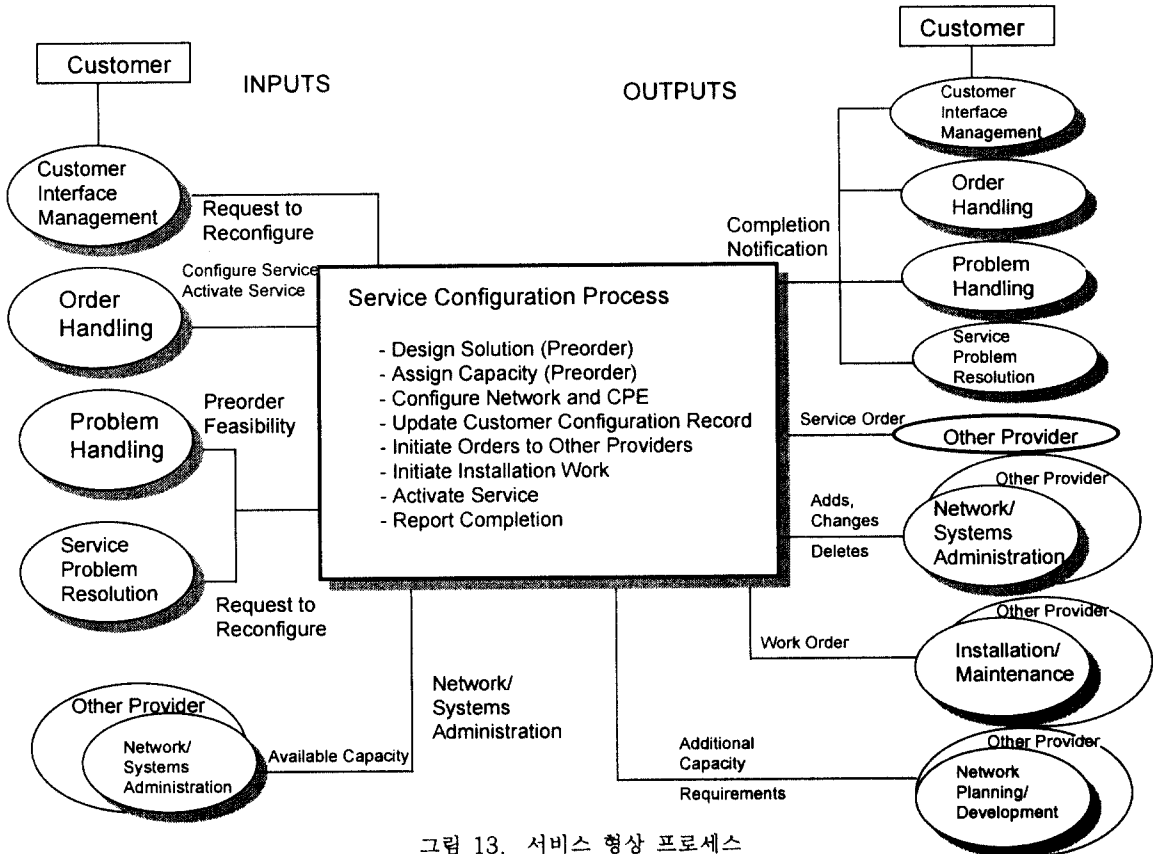 Customer
INPUTS
OUTPUTS
Customer
Customer
Interface
Management
Request to
Reconfigure
Configure Service
Activate Service
Order
Handling
Problem
Handling
Preorder
Feasibility
Service
Problem
Resolution
Request to
Reconfigure
Other Provider
Network/
Systems
Administration
Available Capacity
Network/
Systems
Administration
Service Configuration Process
- Design Solution (Preorder)
- Assign Capacity (Preorder)
- Configure Network and CPE
- Update Customer Configuration Record
- Initiate Orders to Other Providers
- Initiate Installation Work
- Activate Service
- Report Completion
Completion
Notification
Customer
Interface
Management
Order
Handling
Problem
Handling
Service
Problem
Resolution
Service Order
Other Provider
Adds,
Changes
Deletes
Other Provider
Network/
Systems
Administration
Work Order
Other Provider
Installation/
Maintenance
Additional
Capacity
Requirements
Other Provider
Network
Planning/
Development
그림 13. 서비스 형상 프로세스